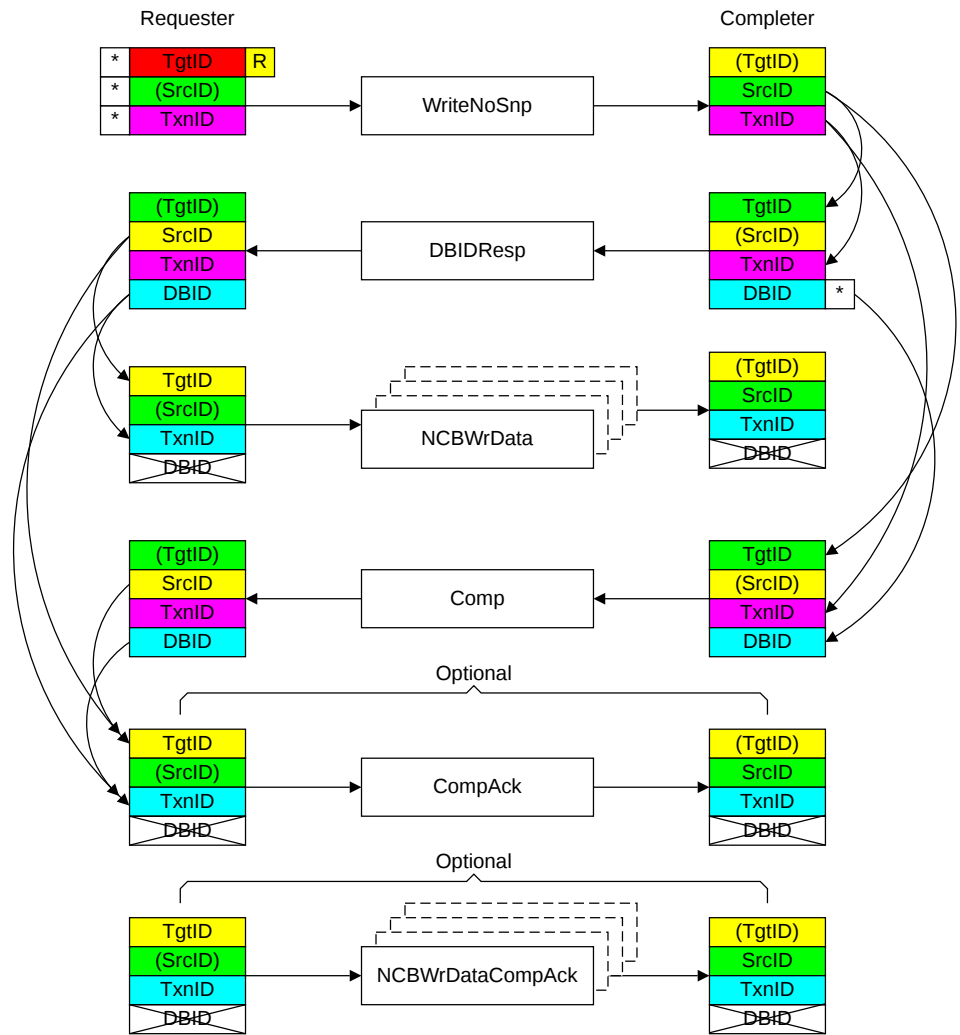 Requester Completer
* TgtID R (TgtID)
* (SrcID) SrcID
WriteNoSnp
* TxnID TxnID
(TgtID) TgtID
SrcID (SrcID)
DBIDResp
TxnID TxnID
DBID DBID *
TgtID (TgtID)
(SrcID) SrcID
NCBWrData
TxnID TxnID
DBID DBID
(TgtID) TgtID
SrcID (SrcID)
Comp
TxnID TxnID
DBID DBID
Optional
TgtID (TgtID)
(SrcID) SrcID
CompAck
TxnID TxnID
DBID DBID
Optional
TgtID (TgtID)
(SrcID) SrcID
NCBWrDataCompAck
TxnID TxnID
DBID DBID